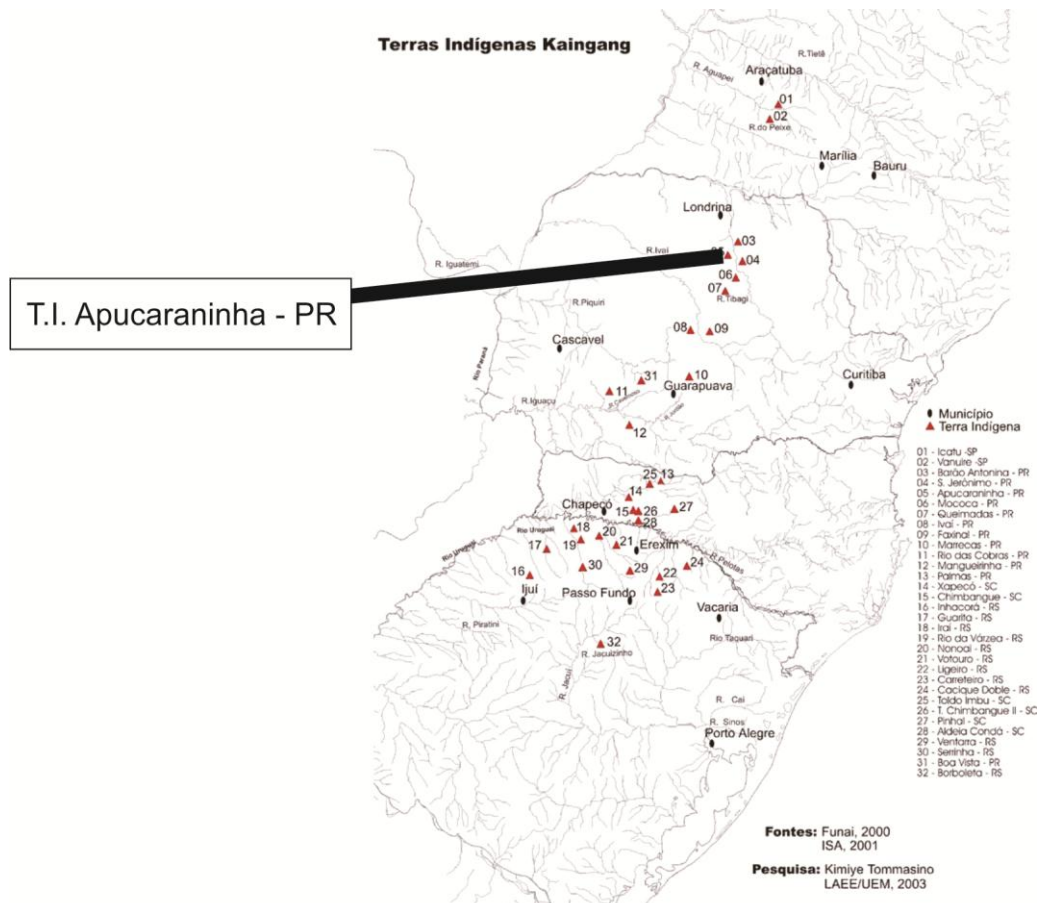 Terras Indígenas Kaingang
R.Tietê
Araçatuba
R. Aguapeí
01
02
R.do Peixe
Marília
Bauru
Londrina
03
R.Ivaí
04
R. Iguatemi
06
07
R.Tibagi
T.I. Apucaraninha - PR
R.Piquiri
08
09
Cascavel
Rio Paraná
10
31
Curitiba
11
Guarapuava
R.Iguaçu
12
Município
Terra Indígena
25
13
14
Chapecó
15
26
27
28
Rio Uruguai
Rio Uruguai
18
20
19
21
Erexim
R.Pelotas
17
24
16
30
29
22
Ijuí
Passo Fundo
23
Vacaria
R. Piratini
Rio Taquari
32
R. Jacuizinho
R. Jacuí
R. Caí
R. Sinos
Porto Alegre
01 - Icatu -SP
02 - Vanuire -SP
03 - Barão Antonina - PR
04 - S. Jerônimo - PR
05 - Apucaraninha - PR
06 - Mococa - PR
07 - Queimadas - PR
08 - Ivaí - PR
09 - Faxinal - PR
10 - Marrecas - PR
11 - Rio das Cobras - PR
12 - Mangueirinha - PR
13 - Palmas - PR
14 - Xapecó - SC
15 - Chimbangue - SC
16 - Inhacorá - RS
17 - Guarita - RS
18 - Iraí - RS
19 - Rio da Várzea - RS
20 - Nonoai - RS
21 - Votouro - RS
22 - Ligeiro - RS
23 - Carreteiro - RS
24 - Cacique Doble - RS
25 - Toldo Imbu - SC
26 - T. Chimbangue II - SC
27 - Pinhal - SC
28 - Aldeia Condá - SC
29 - Ventarra - RS
30 - Serrinha - RS
31 - Boa Vista - PR
32 - Borboleta - RS
Fontes: Funai, 2000
ISA, 2001
Pesquisa: Kimiye Tommasino
LAEE/UEM, 2003